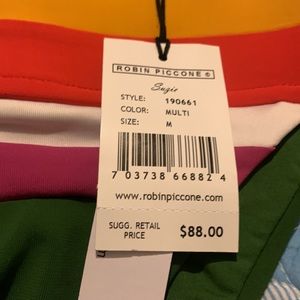 ROBIN PICCONE®
Suzie
STYLE: 190661
COLOR: MULTI
SIZE: M
7 03738 66882 4
www.robinpiccone.com
SUGG. RETAIL
PRICE $88.00